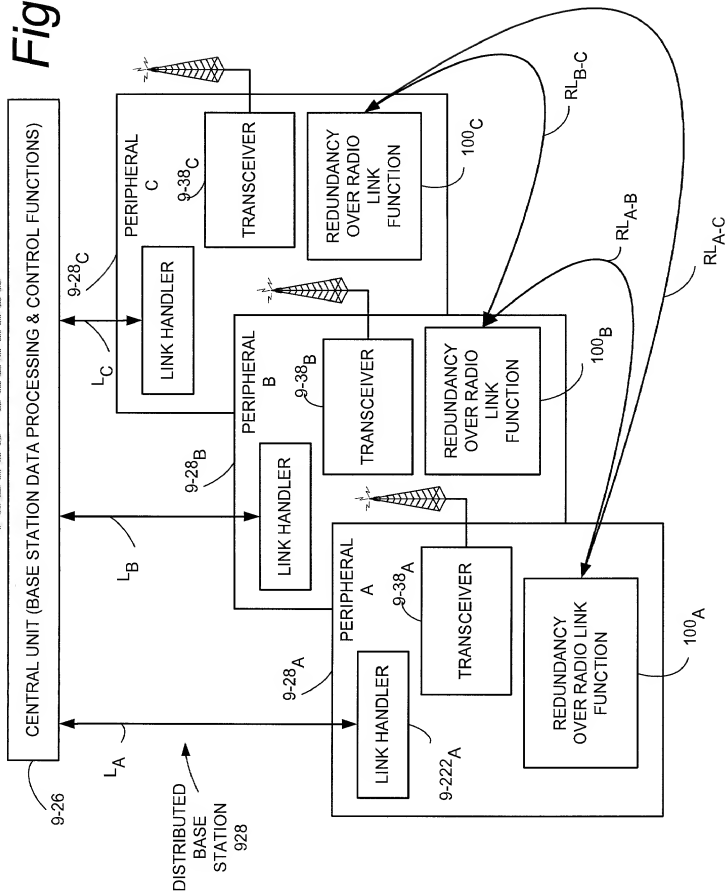 Fig
CENTRAL UNIT (BASE STATION DATA PROCESSING & CONTROL FUNCTIONS)
9-26
LA
LB
LC
DISTRIBUTED
BASE
STATION
928
9-28A
PERIPHERAL
A
LINK HANDLER
9-222A
9-38A
TRANSCEIVER
REDUNDANCY
OVER RADIO LINK
FUNCTION
100A
9-28B
PERIPHERAL
B
LINK HANDLER
9-38B
TRANSCEIVER
REDUNDANCY
OVER RADIO
LINK
FUNCTION
100B
9-28C
PERIPHERAL
C
LINK HANDLER
9-38C
TRANSCEIVER
REDUNDANCY
OVER RADIO
LINK
FUNCTION
100C
RLB-C
RLA-B
RLA-C